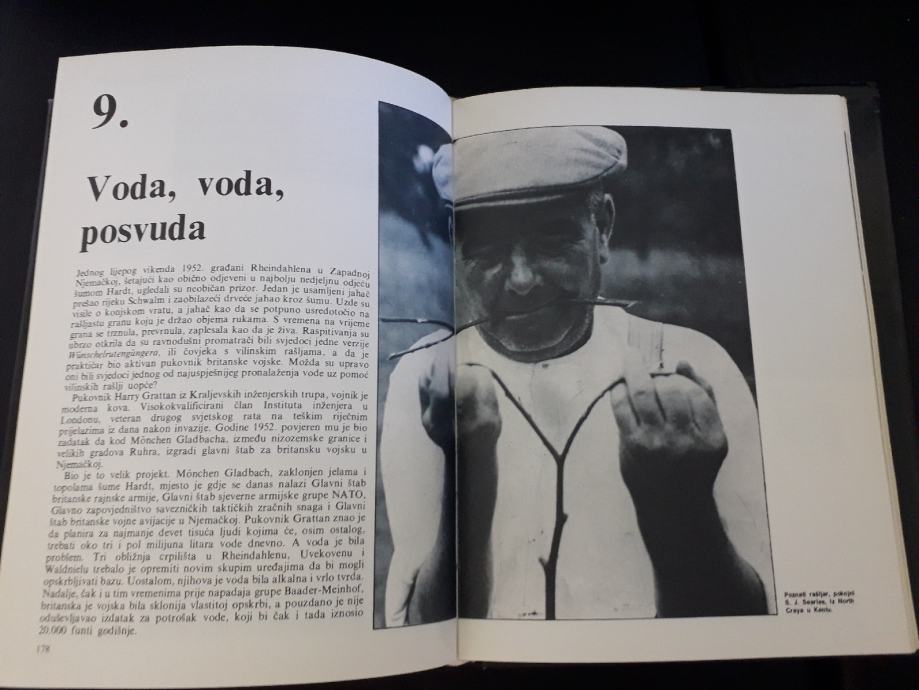 9.
Voda, voda,
posvuda
Jednog lijepog vikenda 1952. građani Rheindahlena u Zapadnoj
Njemačkoj, šetajući kao obično odjeveni u najbolju nedjeljnu odjeću
šumom Hardt, ugledali su neobičan prizor. Jedan je usamljeni jahač
prešao rijeku Schwalm i zaobilazeći drveće jahao kroz šumu. Uzde su
visile o konjskom vratu, a jahač kao da se potpuno usredotočio na
rašljastu granu koju je držao objema rukama. S vremena na vrijeme
grana se trznula, prevrnula, zaplesala kao da je živa. Raspitivanja su
ubrzo otkrila da su ravnodušni promatrači bili svjedoci jedne verzije
Wünschelrutengängera, ili čovjeka s vilinskim rašljama, a da je
praktičar bio aktivan pukovnik britanske vojske. Možda su upravo
oni bili svjedoci jednog od najuspješnijeg pronalaženja vode uz pomoć
vilinskih rašlji uopće?
Pukovnik Harry Grattan iz Kraljevskih inženjerskih trupa, vojnik je
moderna kova. Visokokvalificirani član Instituta inženjera u
Londonu, veteran drugog svjetskog rata na teškim riječnim
prijelazima iz dana nakon invazije. Godine 1952. povjeren mu je bio
zadatak da kod Mönchen Gladbacha, između nizozemske granice i
velikih gradova Ruhra, izgradi glavni štab za britansku vojsku u
Njemačkoj.
Bio je to velik projekt. Mönchen Gladbach, zaklonjen jelama i
topolama šume Hardt, mjesto je gdje se danas nalazi Glavni štab
britanske rajnske armije, Glavni štab sjeverne armijske grupe NATO,
Glavno zapovjedništvo savezničkih taktičkih zračnih snaga i Glavni
štab britanske vojne avijacije u Njemačkoj. Pukovnik Grattan znao je
da planira za najmanje devet tisuća ljudi kojima će, osim ostalog,
trebati oko tri i pol milijuna litara vode dnevno. A voda je bila
problem. Tri obližnja crpilišta u Rheindahlenu, Uvekovenu i
Waldnielu trebalo je opremiti novim skupim uređajima da bi mogli
opskrbljivati bazu. Uostalom, njihova je voda bila alkalna i vrlo tvrda.
Nadalje, čak i u tim vremenima prije napadaja grupe Baader-Meinhof,
britanska je vojska bila sklonija vlastitoj opskrbi, a pouzdano je nije
oduševljavao izdatak za potrošak vode, koji bi čak i tada iznosio
20.000 funti godišnje.
178
Poznati rašljar, pokojni
S. J. Searles, iz North
Craya u Kentu.